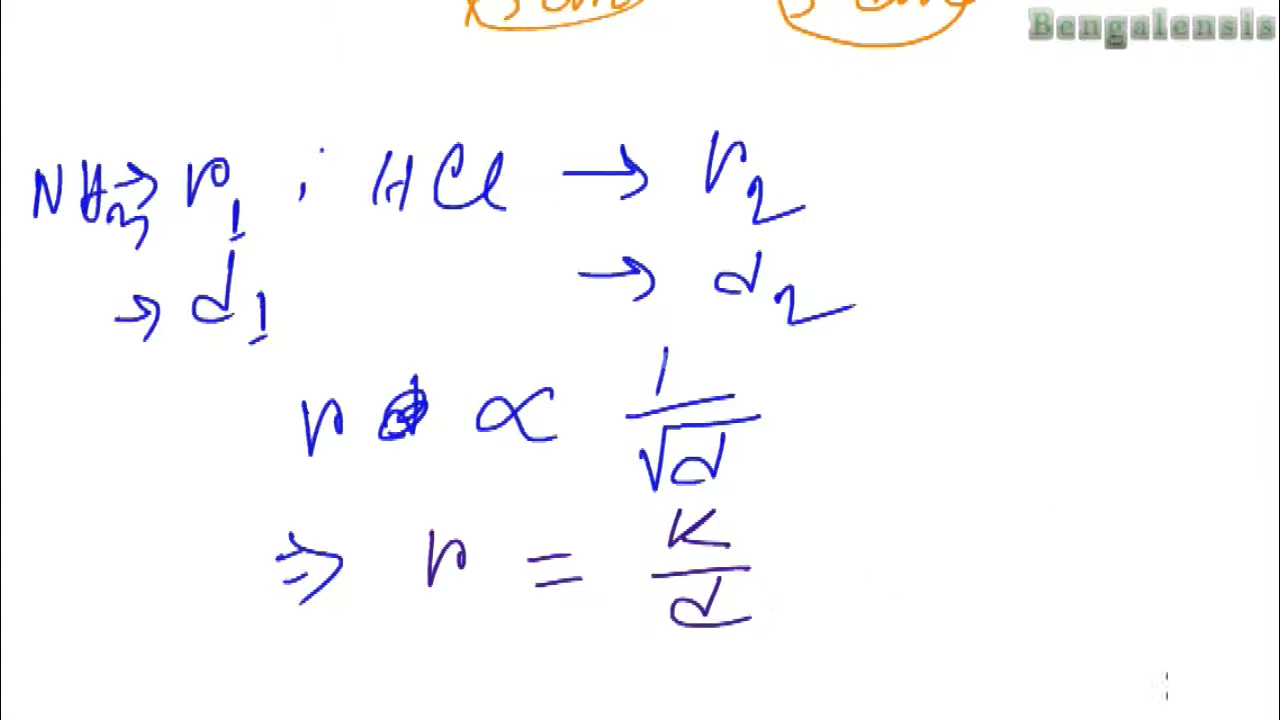 Bengalensis
NH₃ → r₁ ; HCl → r₂
→ d₁ → d₂
r ∝ 1/√d
⇒ r = K/d